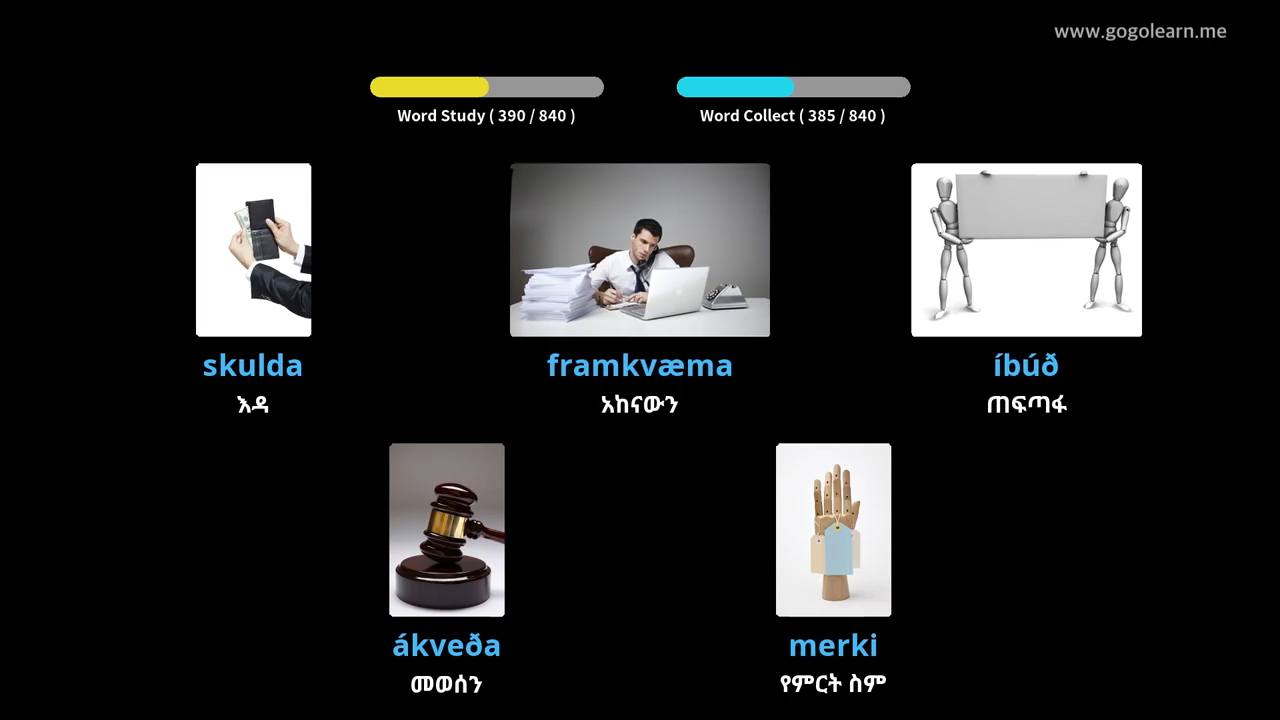 www.gogolearn.me
Word Study ( 390 / 840 )
Word Collect ( 385 / 840 )
skulda
እዳ
framkvæma
አከናውን
íbúð
ጠፍጣፋ
ákveða
መወሰን
merki
የምርት ስም